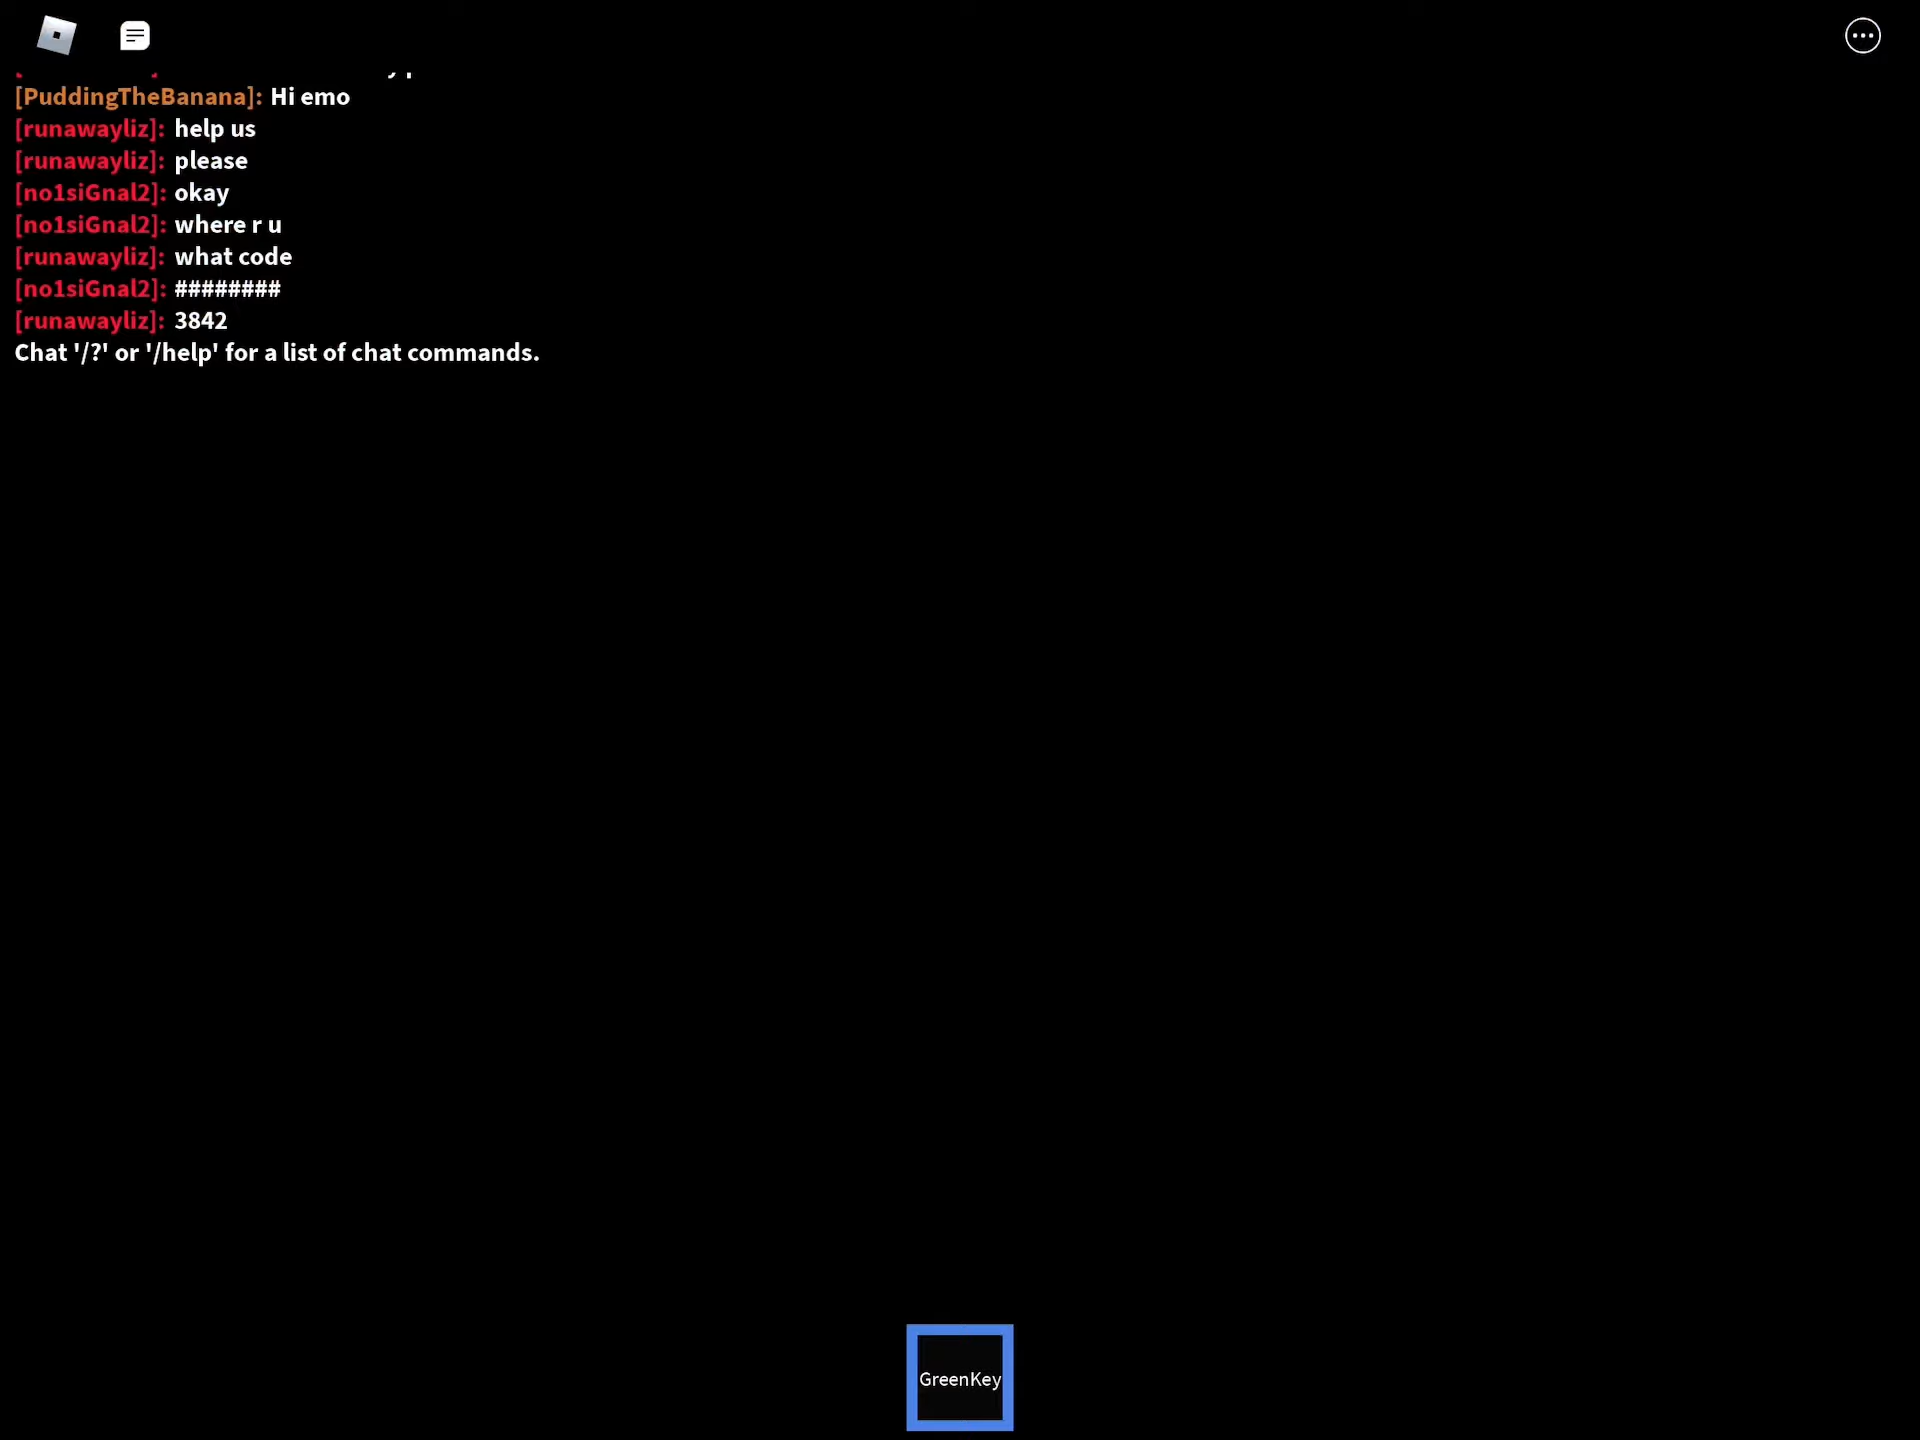 [PuddingTheBanana]: Hi emo
[runawayliz]: help us
[runawayliz]: please
[no1siGnal2]: okay
[no1siGnal2]: where r u
[runawayliz]: what code
[no1siGnal2]: ########
[runawayliz]: 3842
Chat '/?' or '/help' for a list of chat commands.
GreenKey